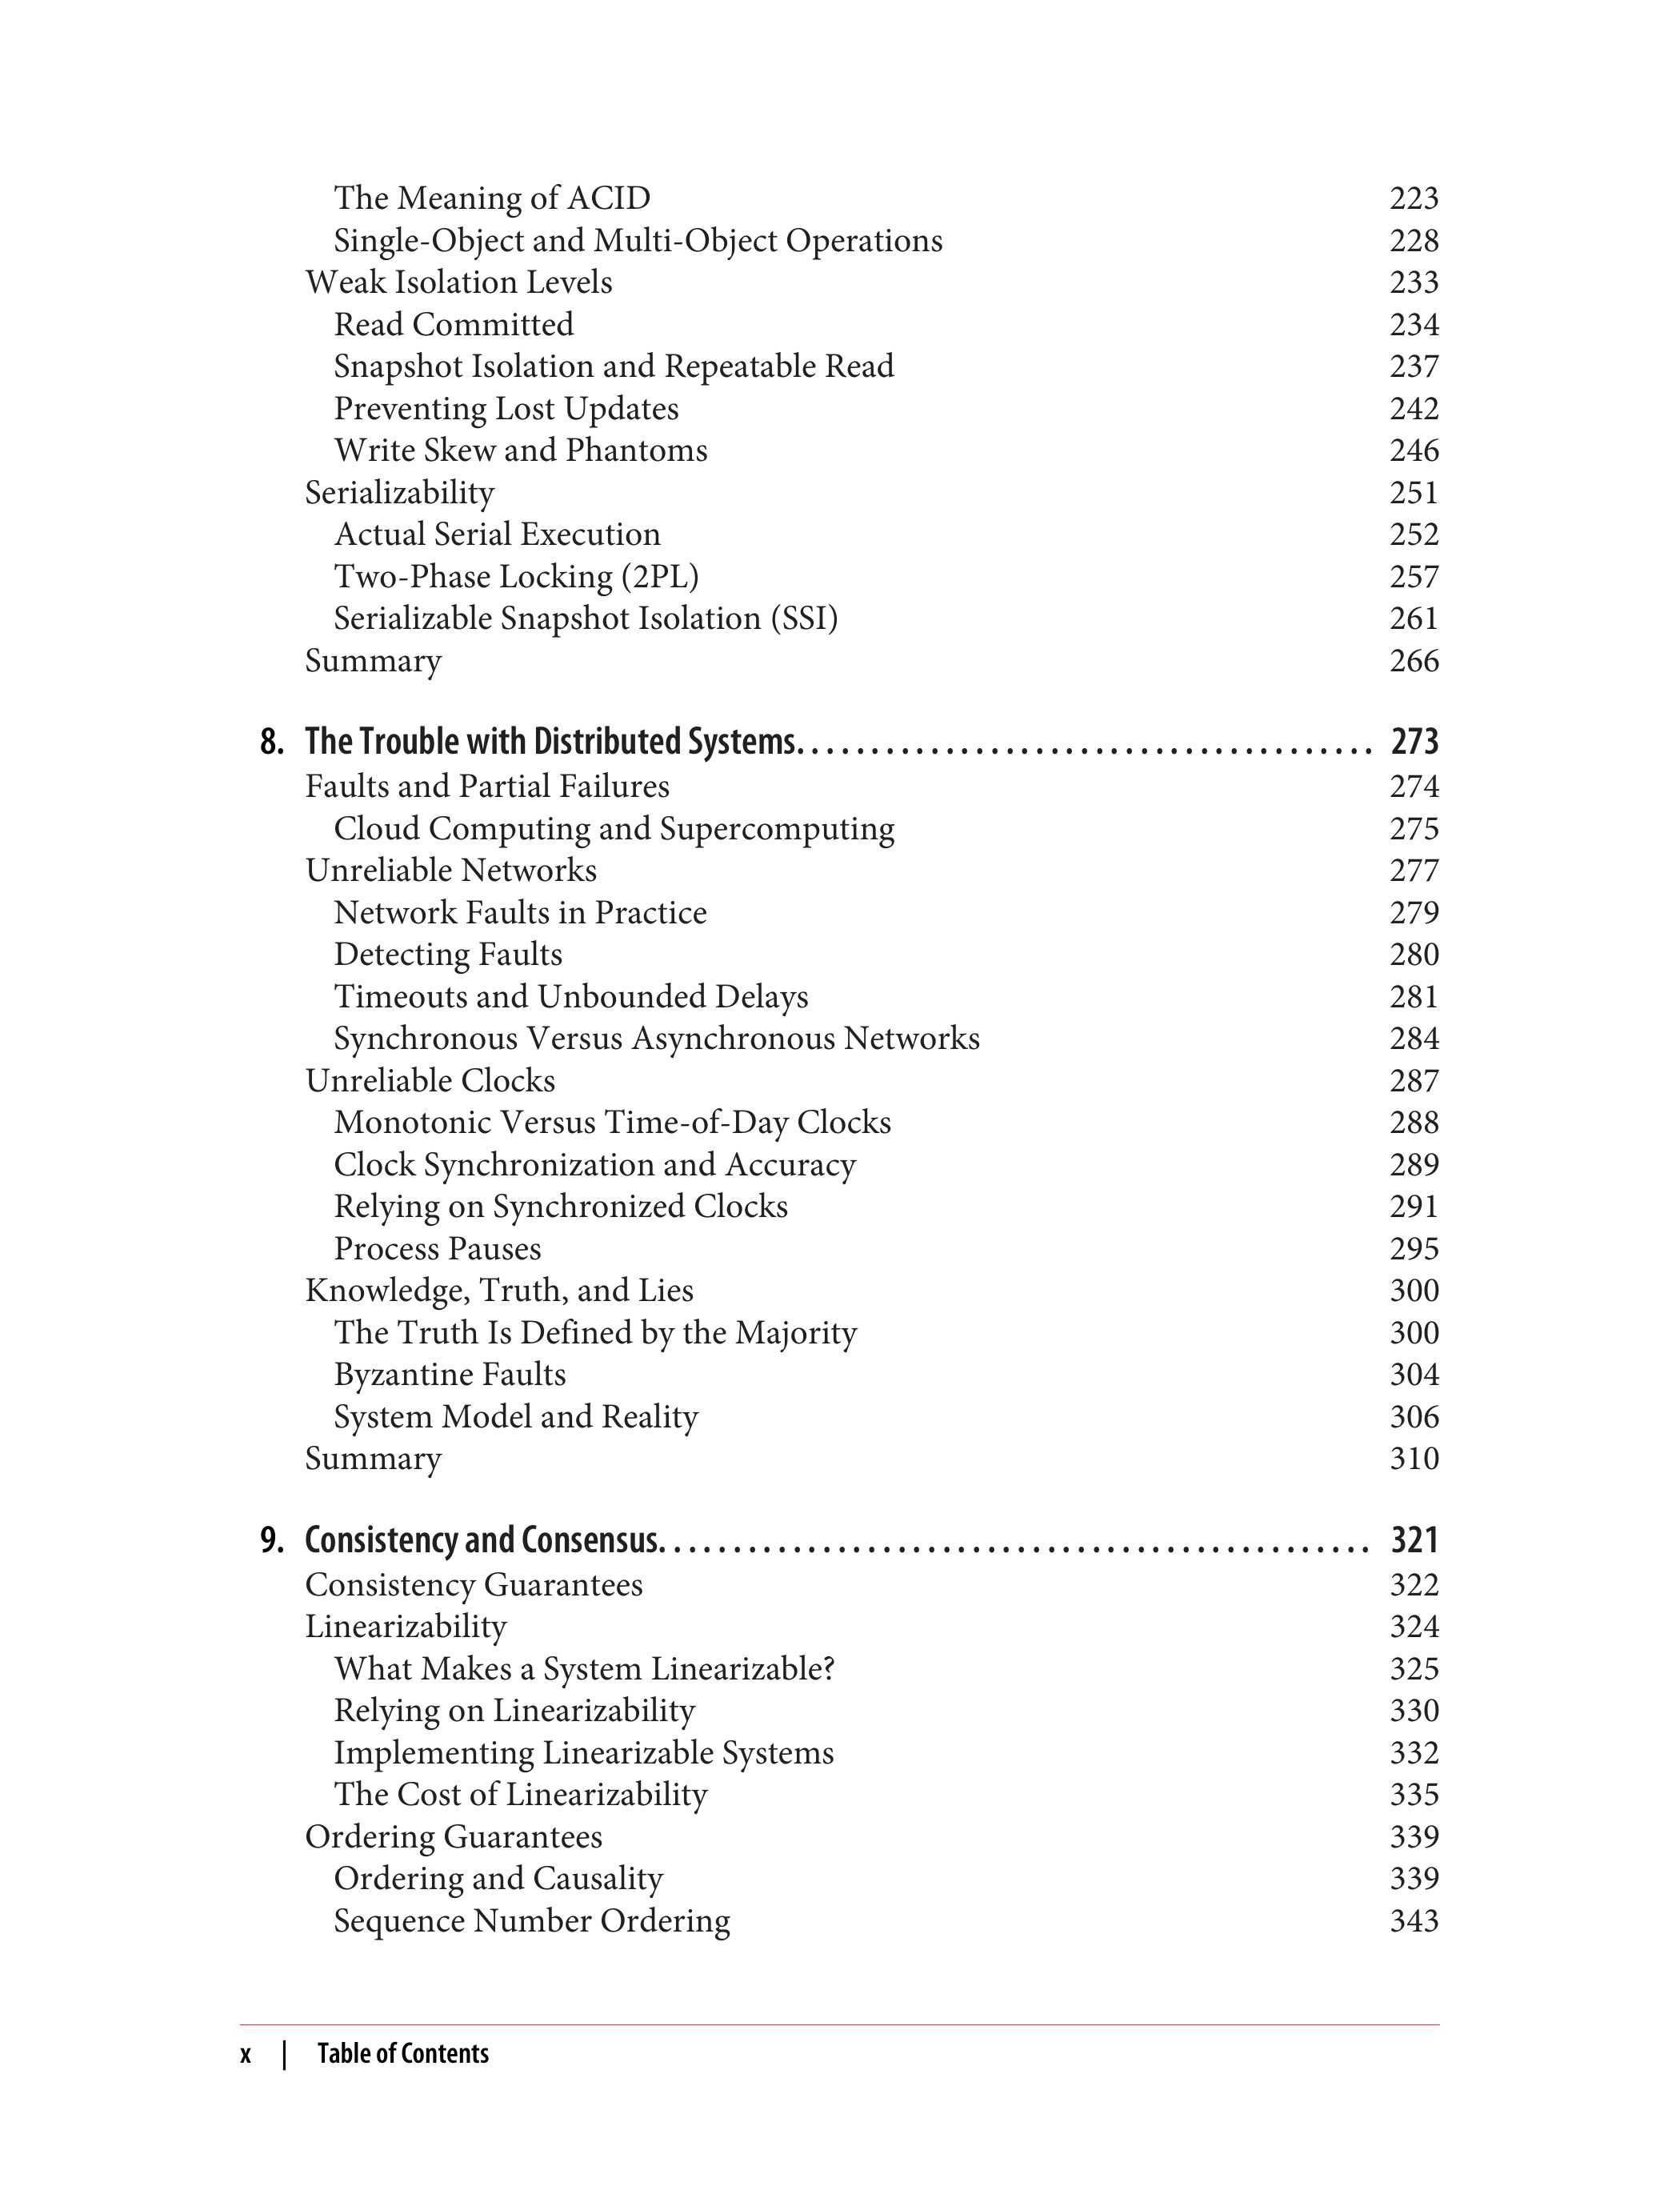 The Meaning of ACID 223
Single-Object and Multi-Object Operations 228
Weak Isolation Levels 233
Read Committed 234
Snapshot Isolation and Repeatable Read 237
Preventing Lost Updates 242
Write Skew and Phantoms 246
Serializability 251
Actual Serial Execution 252
Two-Phase Locking (2PL) 257
Serializable Snapshot Isolation (SSI) 261
Summary 266
8. The Trouble with Distributed Systems. . . . . . . . . . . . . . . . . . . . . . . . . . . . . . . . . . . . . . 273
Faults and Partial Failures 274
Cloud Computing and Supercomputing 275
Unreliable Networks 277
Network Faults in Practice 279
Detecting Faults 280
Timeouts and Unbounded Delays 281
Synchronous Versus Asynchronous Networks 284
Unreliable Clocks 287
Monotonic Versus Time-of-Day Clocks 288
Clock Synchronization and Accuracy 289
Relying on Synchronized Clocks 291
Process Pauses 295
Knowledge, Truth, and Lies 300
The Truth Is Defined by the Majority 300
Byzantine Faults 304
System Model and Reality 306
Summary 310
9. Consistency and Consensus. . . . . . . . . . . . . . . . . . . . . . . . . . . . . . . . . . . . . . . . . . . . . . . 321
Consistency Guarantees 322
Linearizability 324
What Makes a System Linearizable? 325
Relying on Linearizability 330
Implementing Linearizable Systems 332
The Cost of Linearizability 335
Ordering Guarantees 339
Ordering and Causality 339
Sequence Number Ordering 343
x | Table of Contents